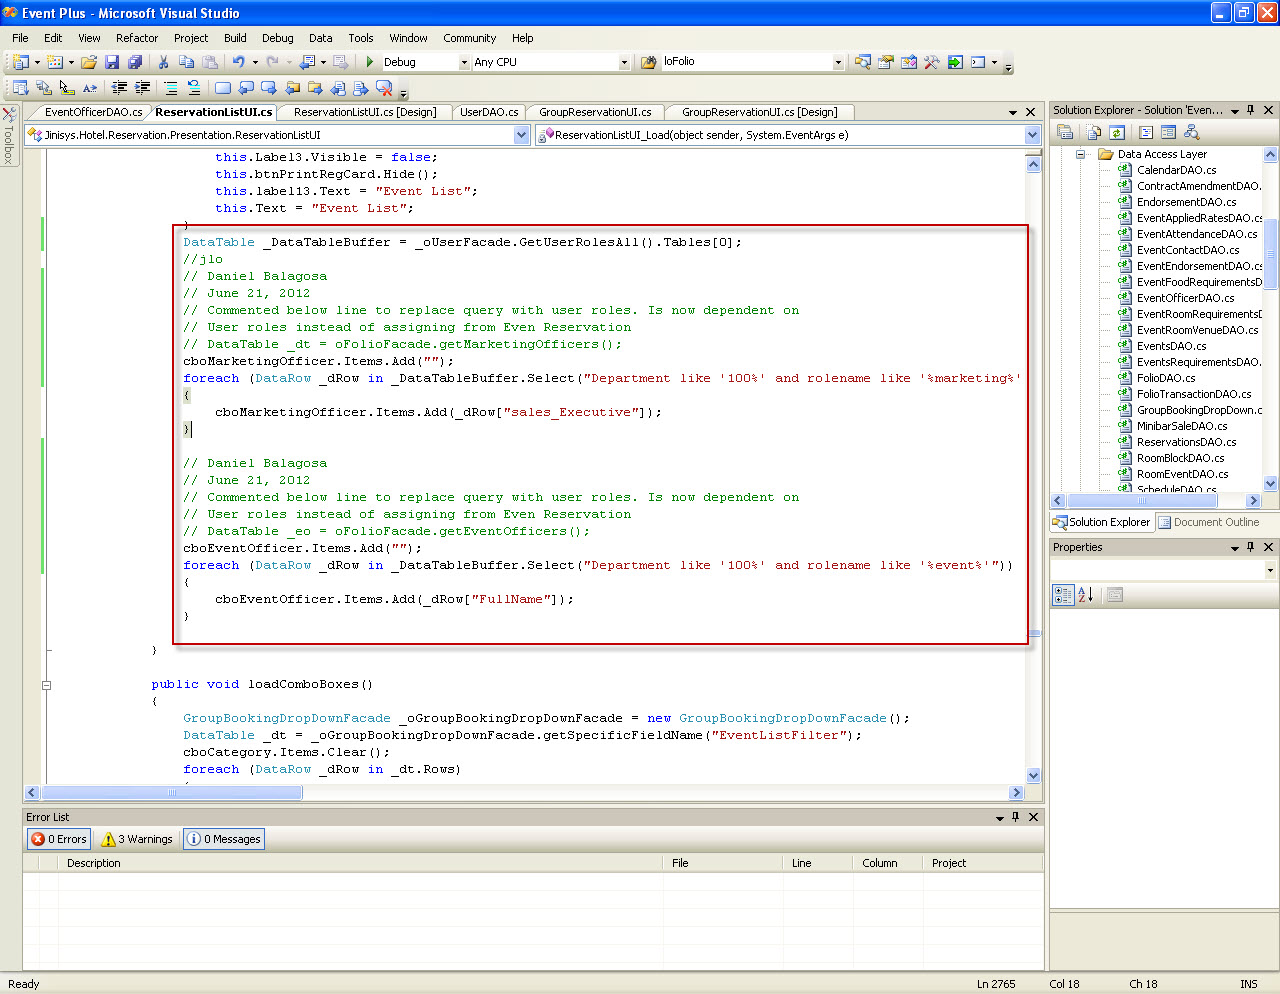 Event Plus - Microsoft Visual Studio
File Edit View Refactor Project Build Debug Data Tools Window Community Help
Debug Any CPU loFolio
EventOfficerDAO.cs ReservationListUI.cs ReservationListUI.cs [Design] UserDAO.cs GroupReservationUI.cs GroupReservationUI.cs [Design]
Toolbox
Jinisys.Hotel.Reservation.Presentation.ReservationListUI ReservationListUI_Load(object sender, System.EventArgs e)
this.Label3.Visible = false;
this.btnPrintRegCard.Hide();
this.label13.Text = "Event List";
this.Text = "Event List";
}
DataTable _DataTableBuffer = _oUserFacade.GetUserRolesAll().Tables[0];
//jlo
// Daniel Balagosa
// June 21, 2012
// Commented below line to replace query with user roles. Is now dependent on
// User roles instead of assigning from Even Reservation
// DataTable _dt = oFolioFacade.getMarketingOfficers();
cboMarketingOfficer.Items.Add("");
foreach (DataRow _dRow in _DataTableBuffer.Select("Department like '100%' and rolename like '%marketing%'
{
cboMarketingOfficer.Items.Add(_dRow["sales_Executive"]);
}
// Daniel Balagosa
// June 21, 2012
// Commented below line to replace query with user roles. Is now dependent on
// User roles instead of assigning from Even Reservation
// DataTable _eo = oFolioFacade.getEventOfficers();
cboEventOfficer.Items.Add("");
foreach (DataRow _dRow in _DataTableBuffer.Select("Department like '100%' and rolename like '%event%'"))
{
cboEventOfficer.Items.Add(_dRow["FullName"]);
}
}
public void loadComboBoxes()
{
GroupBookingDropDownFacade _oGroupBookingDropDownFacade = new GroupBookingDropDownFacade();
DataTable _dt = _oGroupBookingDropDownFacade.getSpecificFieldName("EventListFilter");
cboCategory.Items.Clear();
foreach (DataRow _dRow in _dt.Rows)
Solution Explorer - Solution 'Even...
Data Access Layer
CalendarDAO.cs
ContractAmendmentDAO.
EndorsementDAO.cs
EventAppliedRatesDAO.cs
EventAttendanceDAO.cs
EventContactDAO.cs
EventEndorsementDAO.cs
EventFoodRequirementsD
EventOfficerDAO.cs
EventRoomRequirementsD
EventRoomVenueDAO.cs
EventsDAO.cs
EventsRequirementsDAO.
FolioDAO.cs
FolioTransactionDAO.cs
GroupBookingDropDown.c
MinibarSaleDAO.cs
ReservationsDAO.cs
RoomBlockDAO.cs
RoomEventDAO.cs
ScheduleDAO.cs
Solution Explorer Document Outline
Properties
Error List
0 Errors 3 Warnings 0 Messages
Description File Line Column Project
Ready Ln 2765 Col 18 Ch 18 INS